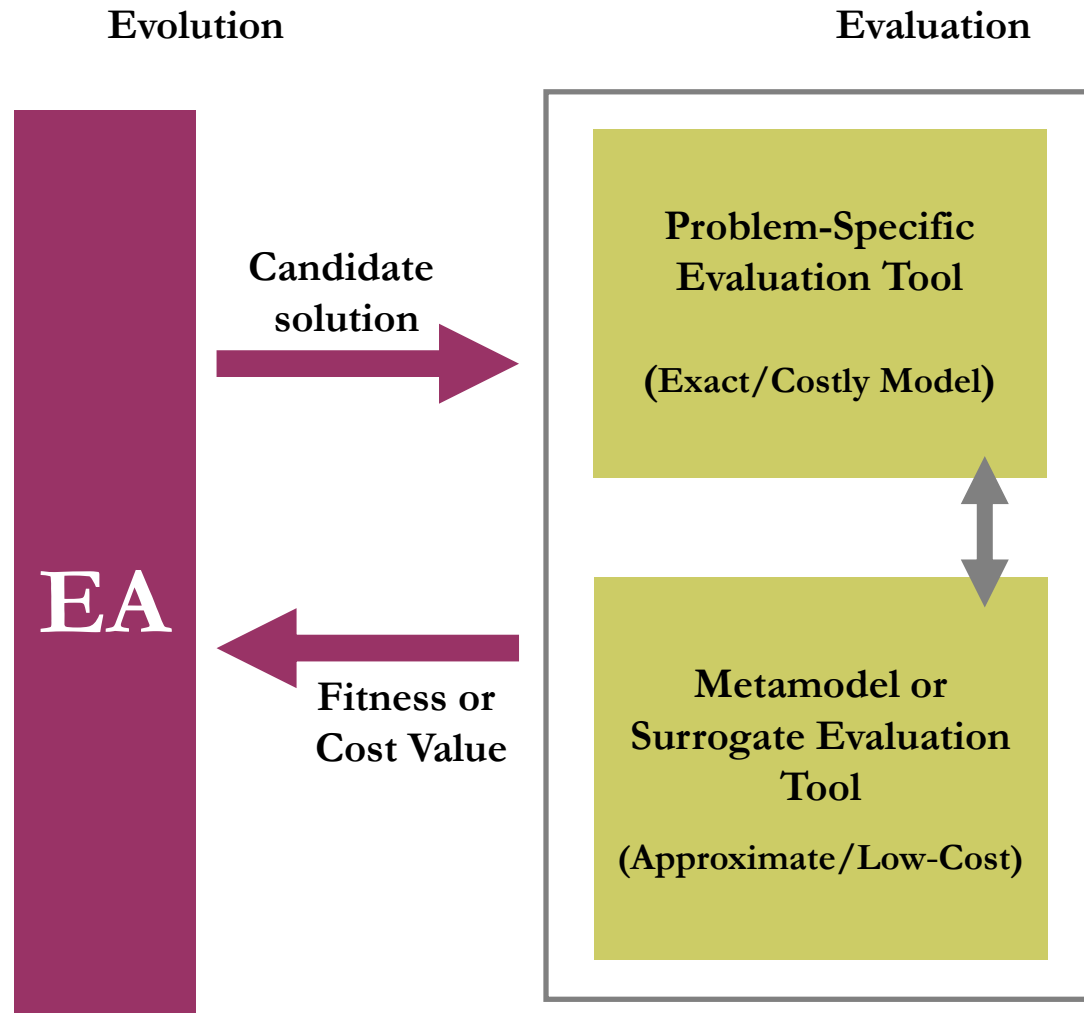 Evolution
Evaluation
Candidate
solution
EA
Fitness or
Cost Value
Problem-Specific
Evaluation Tool
(Exact/Costly Model)
Metamodel or
Surrogate Evaluation
Tool
(Approximate/Low-Cost)